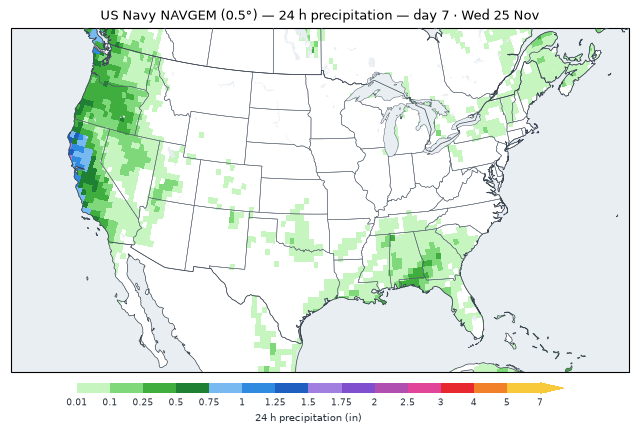 US Navy NAVGEM (0.5°) — 24 h precipitation — day 7 · Wed 25 Nov
0.01 0.1 0.25 0.5 0.75 1 1.25 1.5 1.75 2 2.5 3 4 5 7
24 h precipitation (in)